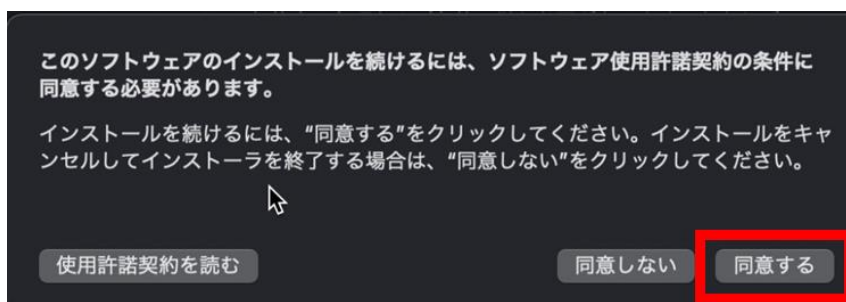 このソフトウェアのインストールを続けるには、ソフトウェア使用許諾契約の条件に
同意する必要があります。
インストールを続けるには、“同意する”をクリックしてください。インストールをキャ
ンセルしてインストーラを終了する場合は、“同意しない”をクリックしてください。
使用許諾契約を読む 同意しない 同意する